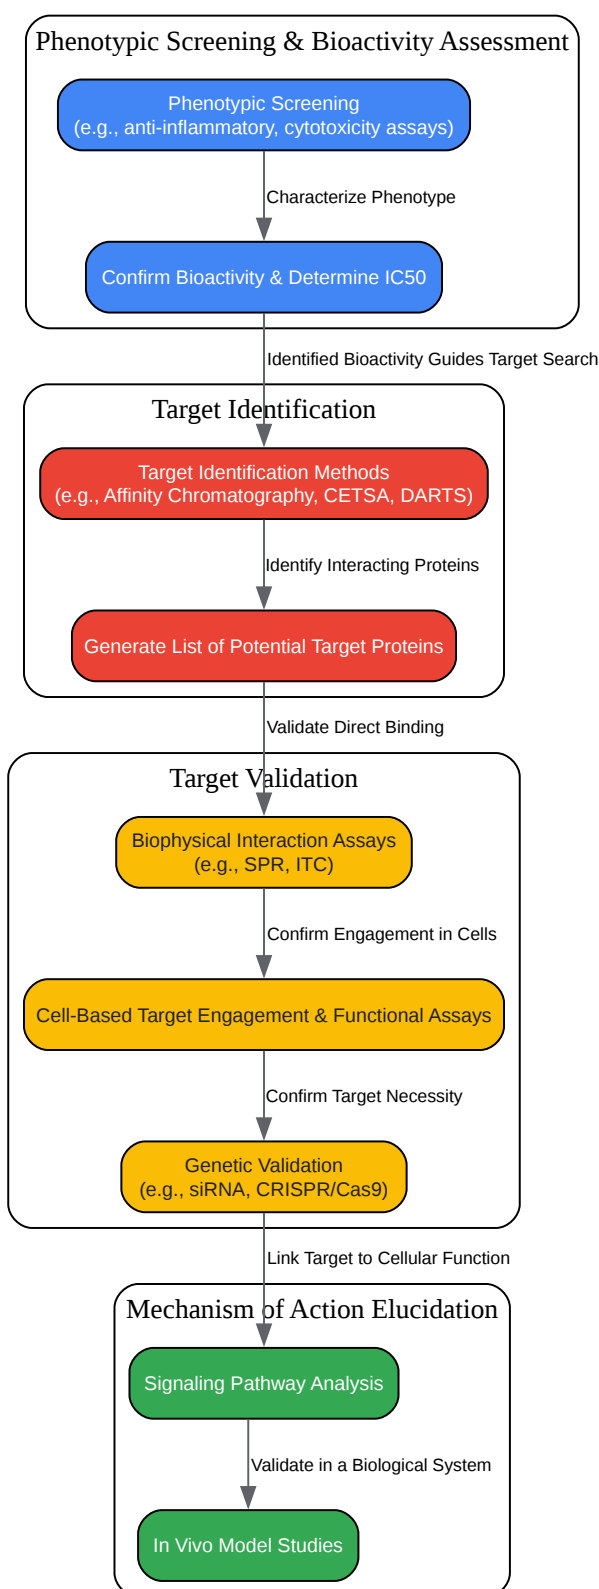 Phenotypic Screening & Bioactivity Assessment
Phenotypic Screening
(e.g., anti-inflammatory, cytotoxicity assays)
Characterize Phenotype
Confirm Bioactivity & Determine IC50
Identified Bioactivity Guides Target Search
Target Identification
Target Identification Methods
(e.g., Affinity Chromatography, CETSA, DARTS)
Identify Interacting Proteins
Generate List of Potential Target Proteins
Validate Direct Binding
Target Validation
Biophysical Interaction Assays
(e.g., SPR, ITC)
Confirm Engagement in Cells
Cell-Based Target Engagement & Functional Assays
Confirm Target Necessity
Genetic Validation
(e.g., siRNA, CRISPR/Cas9)
Link Target to Cellular Function
Mechanism of Action Elucidation
Signaling Pathway Analysis
Validate in a Biological System
In Vivo Model Studies